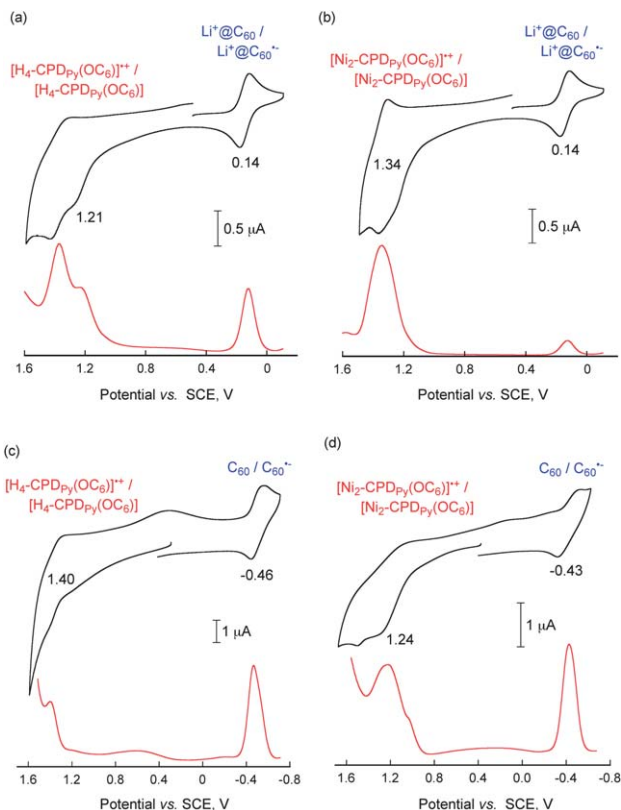 (a)
Li⁺@C₆₀ /
Li⁺@C₆₀•⁻
[H₄-CPDPy(OC₆)]•⁺ /
[H₄-CPDPy(OC₆)]
0.14
1.21
0.5 μA
1.6 1.2 0.8 0.4 0
Potential vs. SCE, V
(b)
Li⁺@C₆₀ /
Li⁺@C₆₀•⁻
[Ni₂-CPDPy(OC₆)]•⁺ /
[Ni₂-CPDPy(OC₆)]
1.34
0.14
0.5 μA
1.6 1.2 0.8 0.4 0
Potential vs. SCE, V
(c)
[H₄-CPDPy(OC₆)]•⁺ /
[H₄-CPDPy(OC₆)]
C₆₀ / C₆₀•⁻
1.40
-0.46
1 μA
1.6 1.2 0.8 0.4 0 -0.4 -0.8
Potential vs. SCE, V
(d)
[Ni₂-CPDPy(OC₆)]•⁺ /
[Ni₂-CPDPy(OC₆)]
C₆₀ / C₆₀•⁻
-0.43
1.24
1 μA
1.6 1.2 0.8 0.4 0.0 -0.4 -0.8
Potential vs. SCE, V